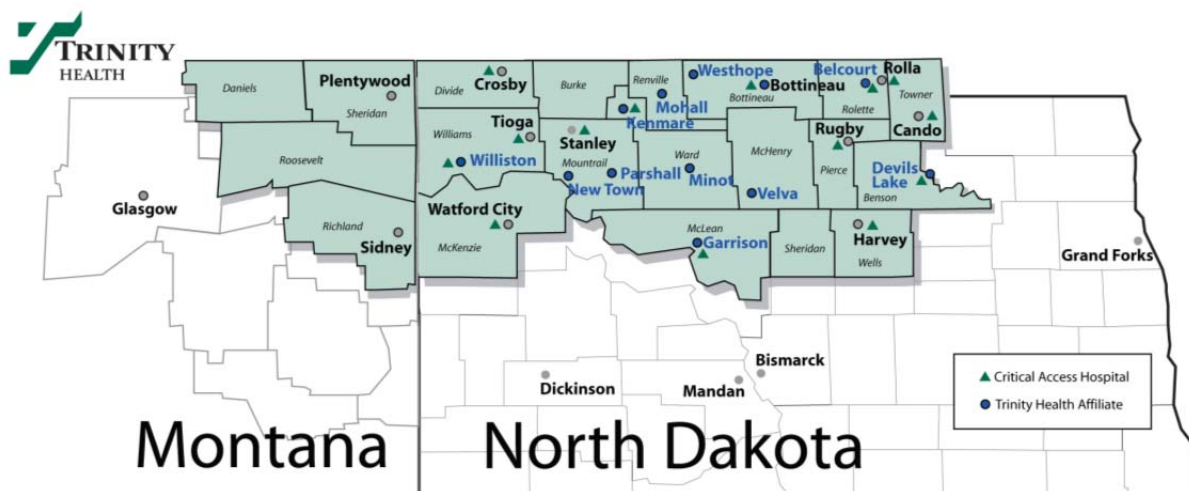 TRINITY
HEALTH
Daniels
Plentywood
Sheridan
Divide
Crosby
Burke
Renville
Mohall
Kenmare
Westhope
Bottineau
Bottineau
Belcourt
Rolla
Rolette
Towner
Cando
Roosevelt
Williams
Tioga
Williston
Stanley
Mountrail
Parshall
New Town
Ward
Minot
McHenry
Velva
Rugby
Pierce
Devils
Lake
Benson
Glasgow
Richland
Sidney
Watford City
McKenzie
McLean
Garrison
Sheridan
Harvey
Wells
Grand Forks
Bismarck
Dickinson
Mandan
Critical Access Hospital
Trinity Health Affiliate
Montana
North Dakota